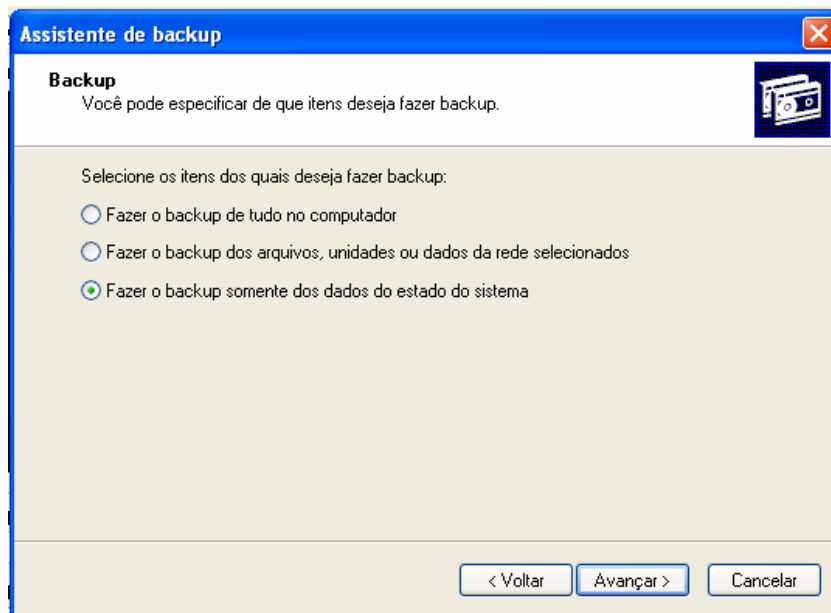 Assistente de backup
Backup
Você pode especificar de que itens deseja fazer backup.
Selecione os itens dos quais deseja fazer backup:
Fazer o backup de tudo no computador
Fazer o backup dos arquivos, unidades ou dados da rede selecionados
Fazer o backup somente dos dados do estado do sistema
< Voltar Avançar > Cancelar